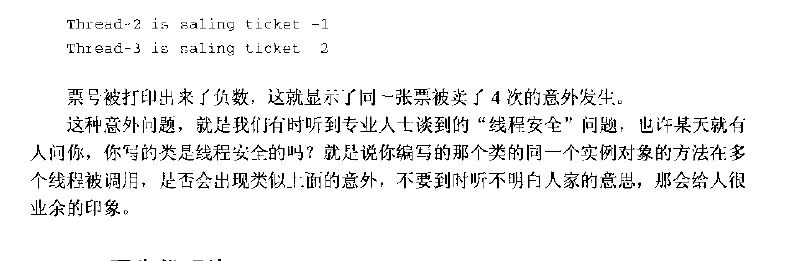 Thread-2 is saling ticket -1
Thread-3 is saling ticket 2
票号被打印出来了负数，这就显示了同一张票被卖了 4 次的意外发生。
这种意外问题，就是我们有时听到专业人士谈到的“线程安全”问题，也许某天就有
人问你，你写的类是线程安全的吗？就是说你编写的那个类的同一个实例对象的方法在多
个线程被调用，是否会出现类似上面的意外，不要到时听不明白人家的意思，那会给人很
业余的印象。